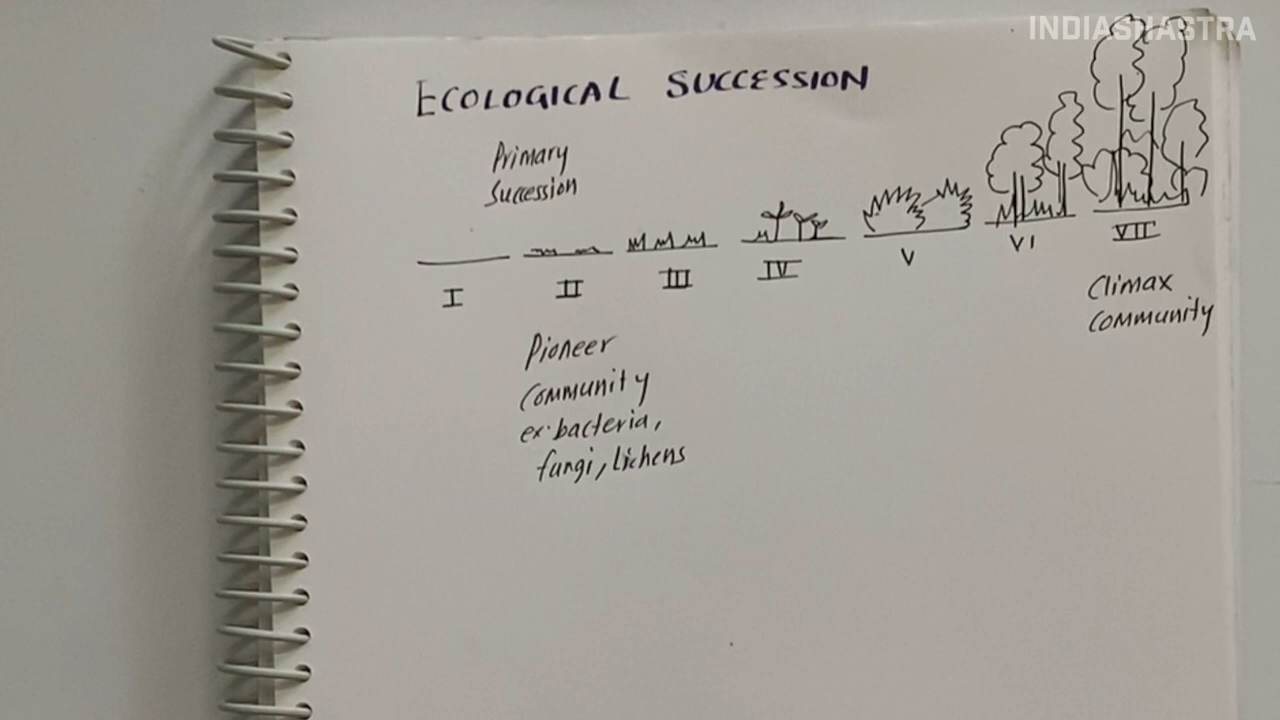 INDIASHASTRA
ECOLOGICAL SUCCESSION
Primary
Succession
I
II
III
IV
V
VI
VII
Pioneer
Community
ex. bacteria,
fungi, Lichens
Climax
Community